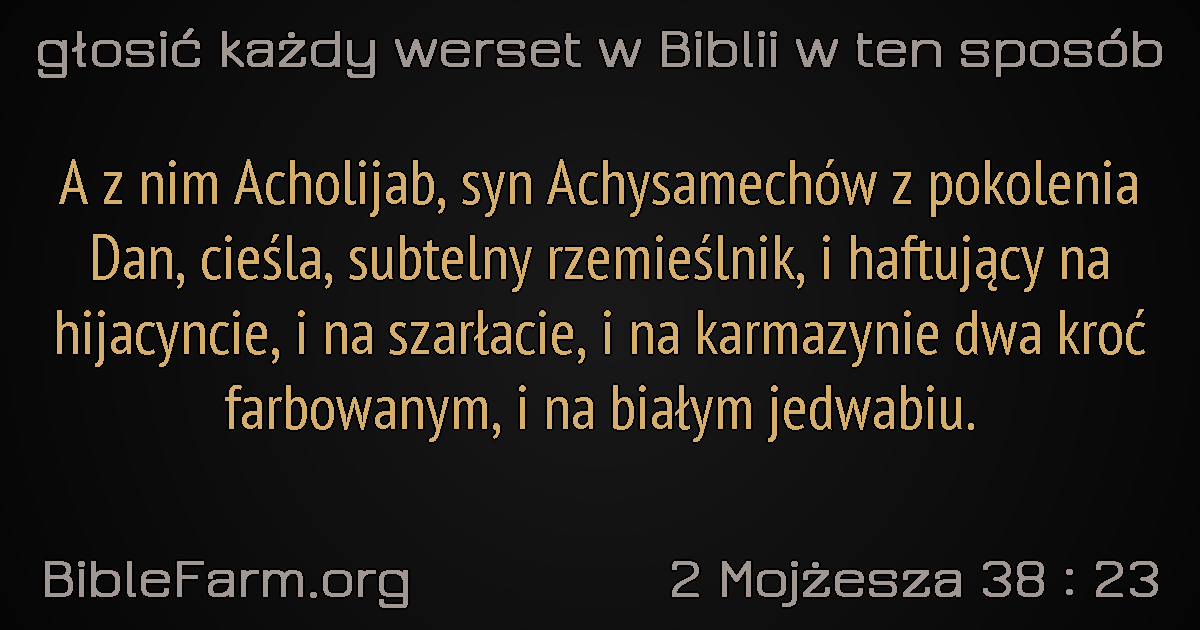 głosić każdy werset w Biblii w ten sposób
A z nim Acholijab, syn Achysamechów z pokolenia
Dan, cieśla, subtelny rzemieślnik, i haftujący na
hijacyncie, i na szarłacie, i na karmazynie dwa kroć
farbowanym, i na białym jedwabiu.
BibleFarm.org
2 Mojżesza 38 : 23